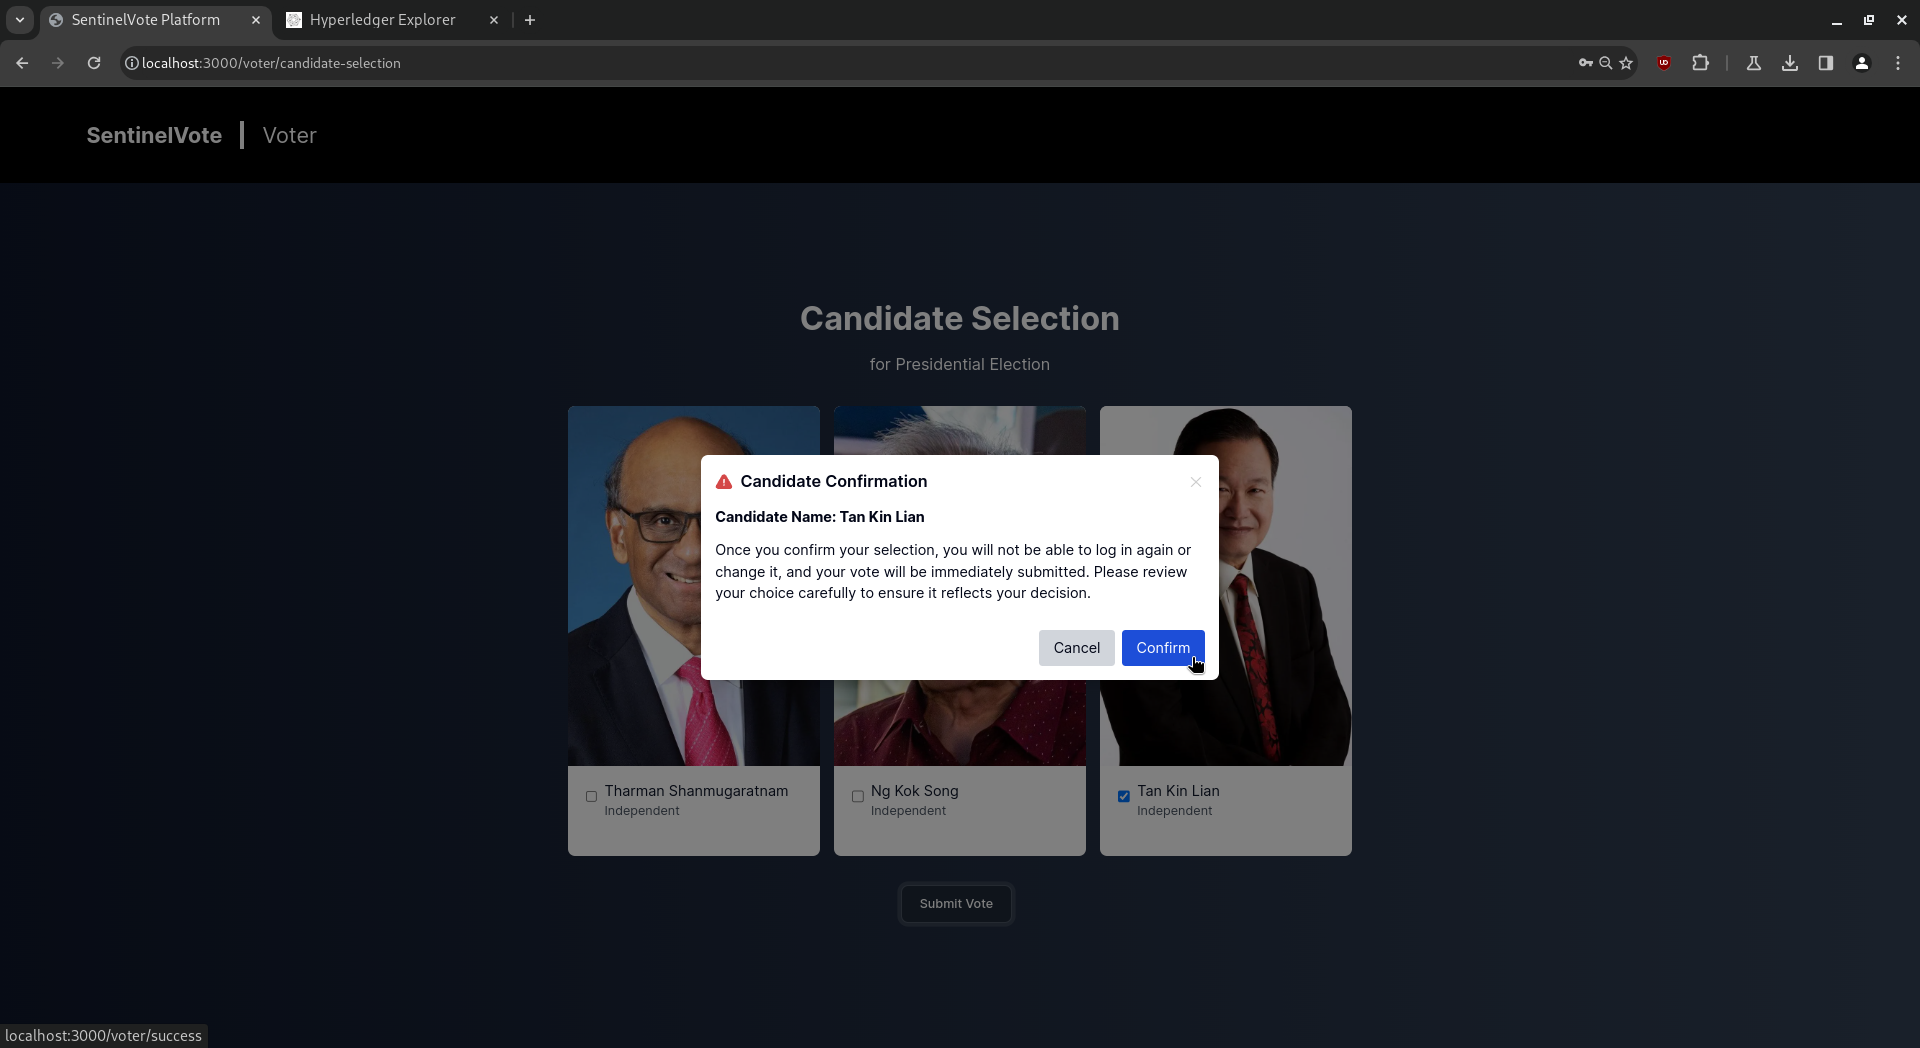 SentinelVote Platform
Hyperledger Explorer
localhost:3000/voter/candidate-selection
SentinelVote | Voter
Candidate Selection
for Presidential Election
Candidate Confirmation
Candidate Name: Tan Kin Lian
Once you confirm your selection, you will not be able to log in again or
change it, and your vote will be immediately submitted. Please review
your choice carefully to ensure it reflects your decision.
Cancel
Confirm
Tharman Shanmugaratnam
Independent
Ng Kok Song
Independent
Tan Kin Lian
Independent
Submit Vote
localhost:3000/voter/success